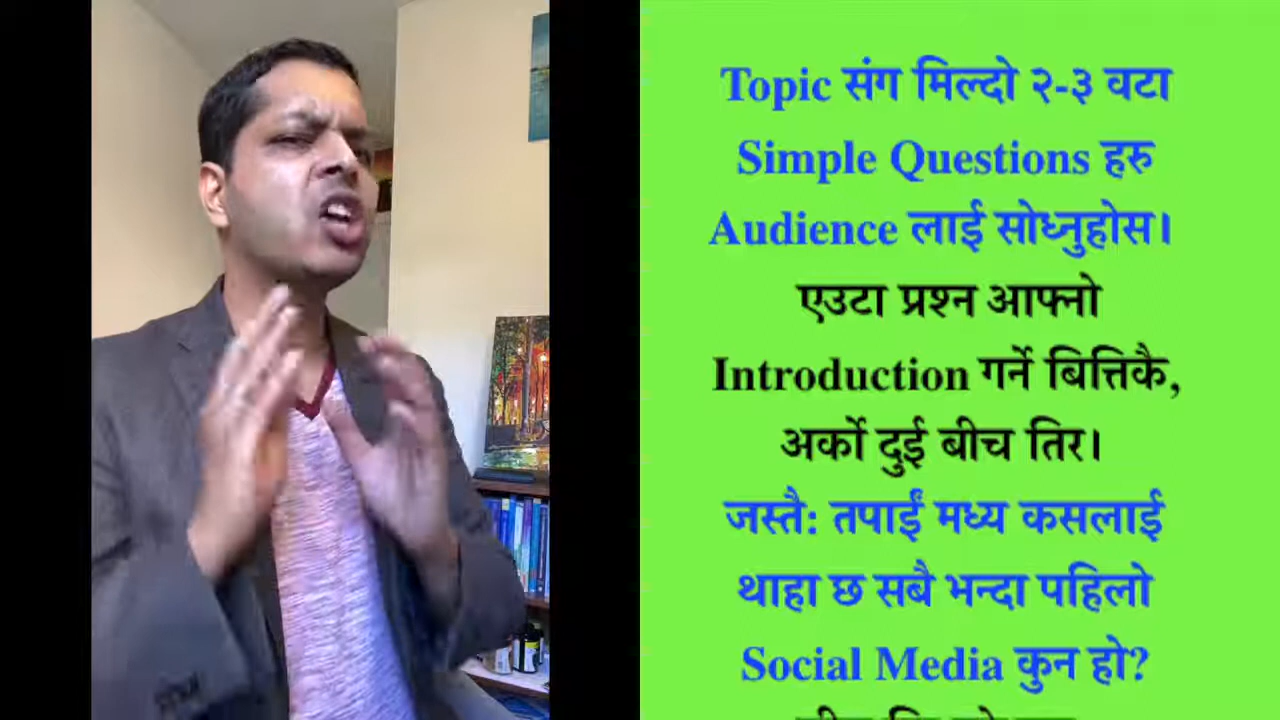 Topic संग मिल्दो २-३ वटा
Simple Questions हरु
Audience लाई सोध्नुहोस।
एउटा प्रश्न आफ्नो
Introduction गर्ने बित्तिकै,
अर्को दुई बीच तिर।
जस्तै: तपाईं मध्य कसलाई
थाहा छ सबै भन्दा पहिलो
Social Media कुन हो?